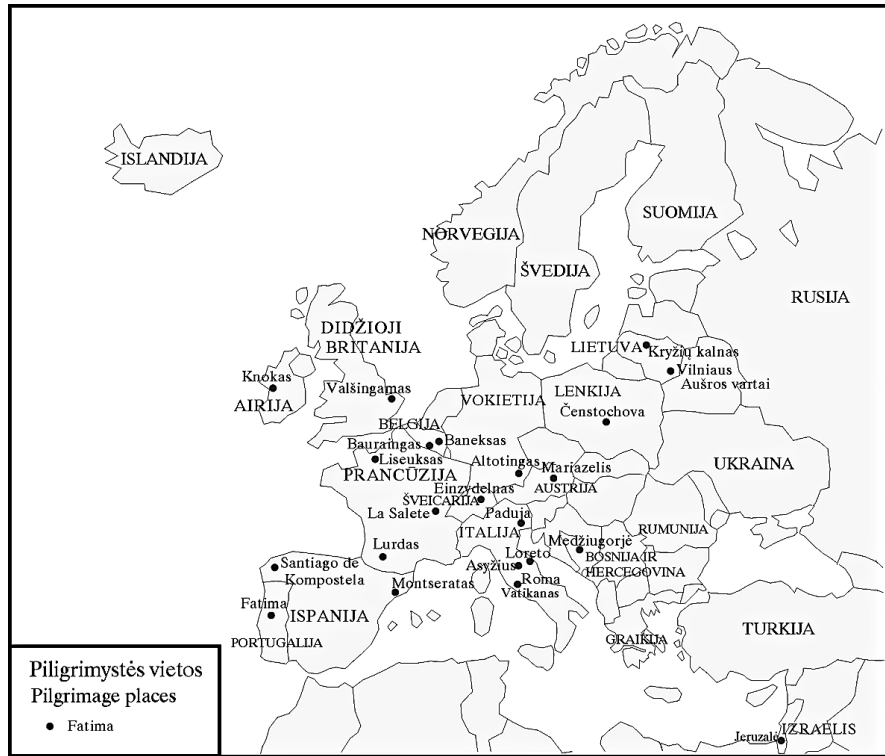 ISLANDIJA
NORVEGIJA
SUOMIJA
ŠVEDIJA
RUSIJA
DIDŽIOJI
BRITANIJA
LIETUVA
Kryžių kalnas
Vilniaus
Aušros vartai
Knokas
AIRIJA
Valšingamas
VOKIETIJA
LENKIJA
Čenstochova
BELGIJA
Bauraingas
Baneksas
Liseuksas
PRANCŪZIJA
Altotingas
Mariazelis
AUSTRIJA
UKRAINA
Einzydelnas
ŠVEICARIJA
La Salete
Paduja
ITALIJA
RUMUNIJA
Medžiugorjė
BOSNIJA IR
HERCEGOVINA
Lurdas
Loreto
Asyžius
Roma
Vatikanas
Santiago de
Kompostela
Montseratas
Fatima
ISPANIJA
PORTUGALIJA
GRAIKIJA
TURKIJA
Jeruzalė
IZRAELIS
Piligrimystės vietos
Pilgrimage places
Fatima